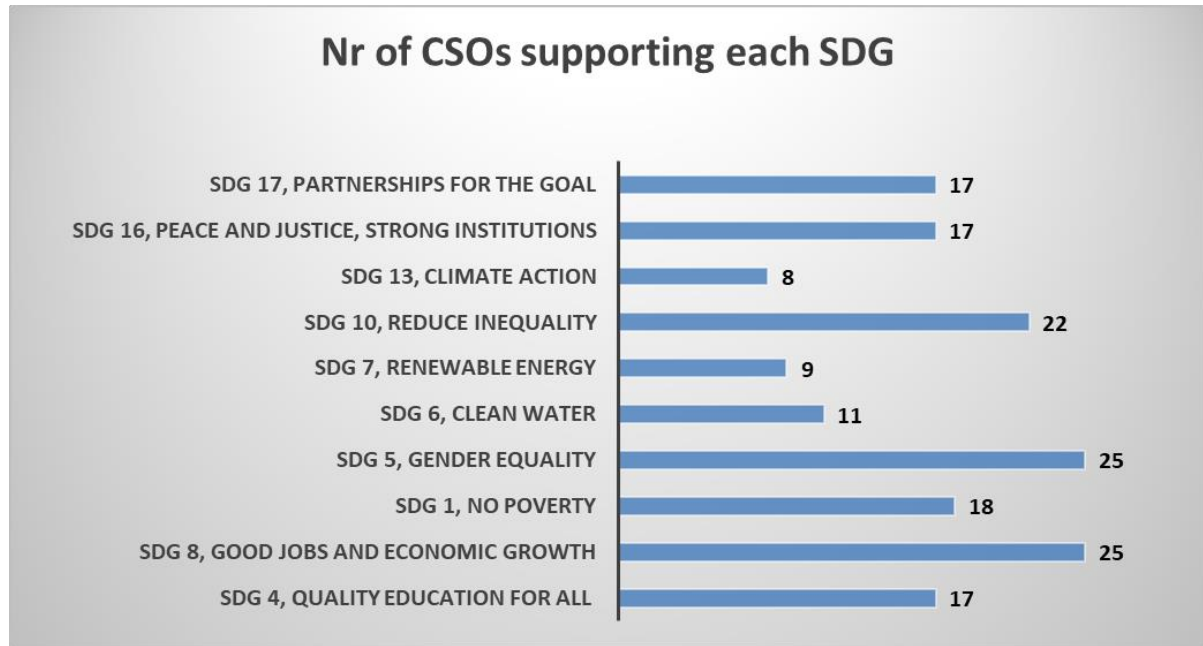 Nr of CSOs supporting each SDG
SDG 17, PARTNERSHIPS FOR THE GOAL 17
SDG 16, PEACE AND JUSTICE, STRONG INSTITUTIONS 17
SDG 13, CLIMATE ACTION 8
SDG 10, REDUCE INEQUALITY 22
SDG 7, RENEWABLE ENERGY 9
SDG 6, CLEAN WATER 11
SDG 5, GENDER EQUALITY 25
SDG 1, NO POVERTY 18
SDG 8, GOOD JOBS AND ECONOMIC GROWTH 25
SDG 4, QUALITY EDUCATION FOR ALL 17